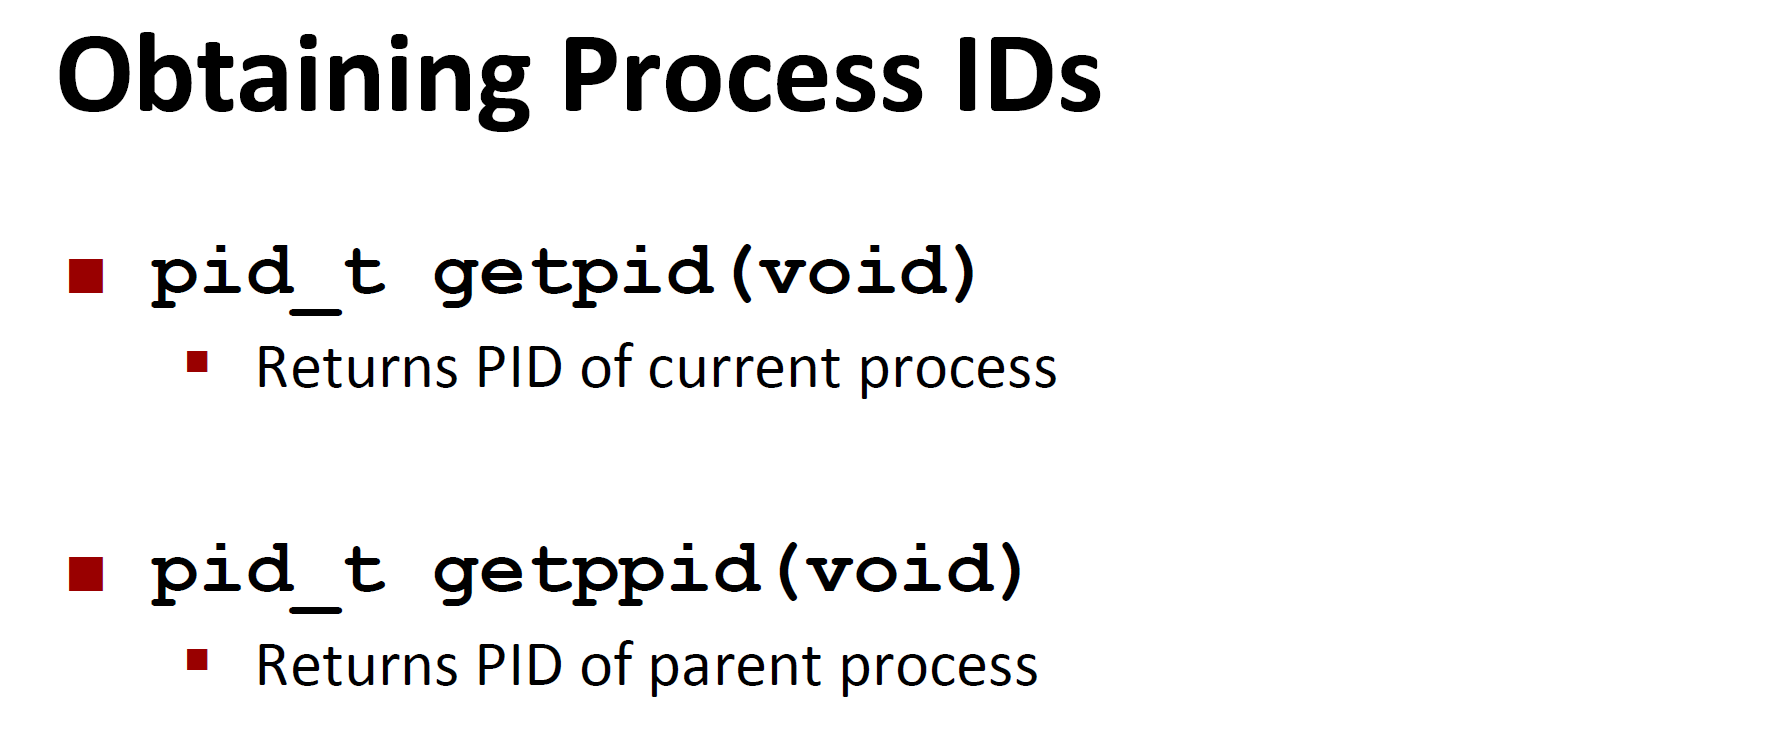 Obtaining Process IDs
pid_t getpid(void)
Returns PID of current process
pid_t getppid(void)
Returns PID of parent process